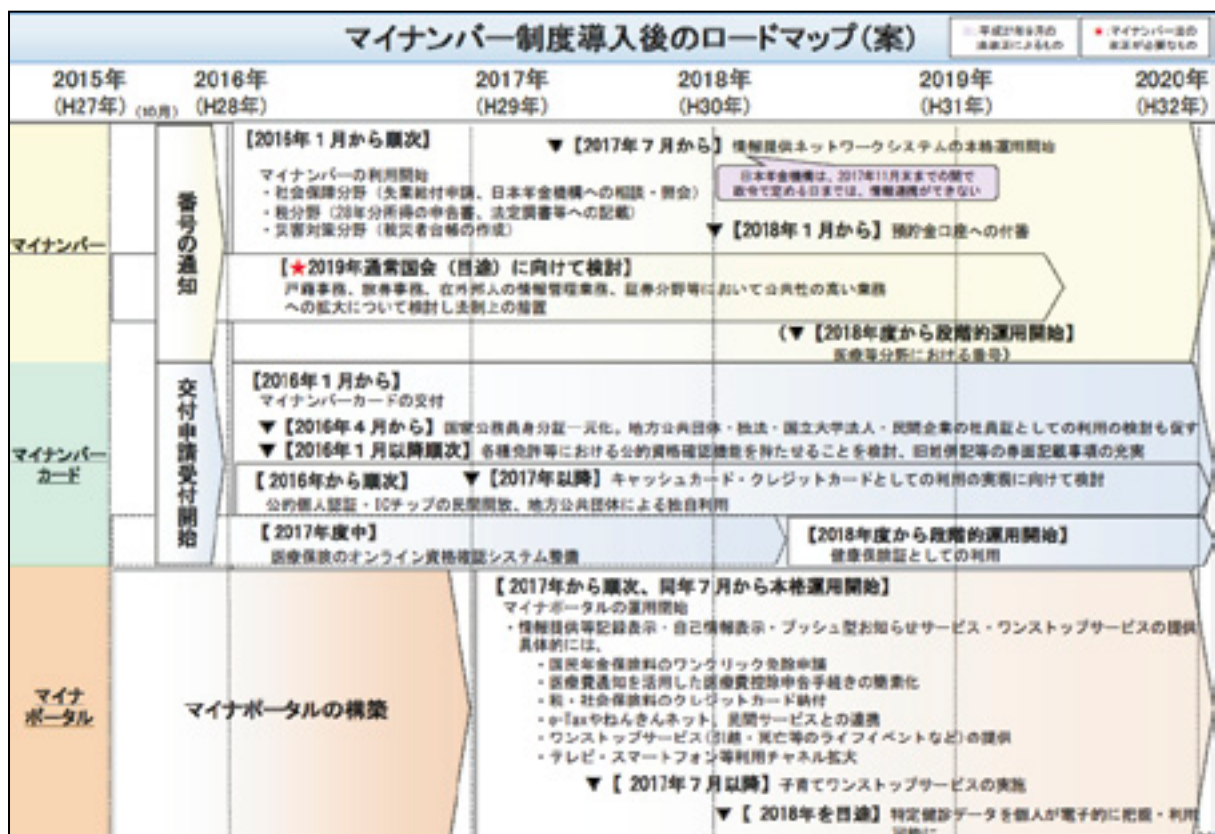 マイナンバー制度導入後のロードマップ(案)
:平成27年9月の
法改正によるもの
★:マイナンバー法の
改正が必要なもの
2015年
(H27年)
(10月)
2016年
(H28年)
2017年
(H29年)
2018年
(H30年)
2019年
(H31年)
2020年
(H32年)
マイナンバー
番号の通知
【2016年1月から順次】
マイナンバーの利用開始
・社会保障分野(失業給付申請、日本年金機構への相談・照会)
・税分野(28年分所得の申告書、法定調書等への記載)
・災害対策分野(被災者台帳の作成)
▼【2017年7月から】情報提供ネットワークシステムの本格運用開始
日本年金機構は、2017年11月末までの間で
政令で定める日までは、情報連携ができない
▼【2018年1月から】預貯金口座への付番
【★2019年通常国会(目途)に向けて検討】
戸籍事務、旅券事務、在外邦人の情報管理業務、証券分野等において公共性の高い業務
への拡大について検討し法制上の措置
(▼【2018年度から段階的運用開始】
医療等分野における番号)
マイナンバー
カード
交付申請受付開始
【2016年1月から】
マイナンバーカードの交付
▼【2016年4月から】国家公務員身分証一元化。地方公共団体・独法・国立大学法人・民間企業の社員証としての利用の検討も促す
▼【2016年1月以降順次】各種免許等における公的資格確認機能を持たせることを検討、旧姓併記等の券面記載事項の充実
【2016年から順次】
公的個人認証・ICチップの民間開放、地方公共団体による独自利用
▼【2017年以降】キャッシュカード・クレジットカードとしての利用の実現に向けて検討
【2017年度中】
医療保険のオンライン資格確認システム整備
【2018年度から段階的運用開始】
健康保険証としての利用
マイナ
ポータル
マイナポータルの構築
【2017年から順次、同年7月から本格運用開始】
マイナポータルの運用開始
・情報提供等記録表示・自己情報表示・プッシュ型お知らせサービス・ワンストップサービスの提供
具体的には、
・国民年金保険料のワンクリック免除申請
・医療費通知を活用した医療費控除申告手続きの簡素化
・税・社会保険料のクレジットカード納付
・e-Taxやねんきんネット、民間サービスとの連携
・ワンストップサービス(引越・死亡等のライフイベントなど)の提供
・テレビ・スマートフォン等利用チャネル拡大
▼【2017年7月以降】子育てワンストップサービスの実施
▼【2018年を目途】特定健診データを個人が電子的に把握・利用